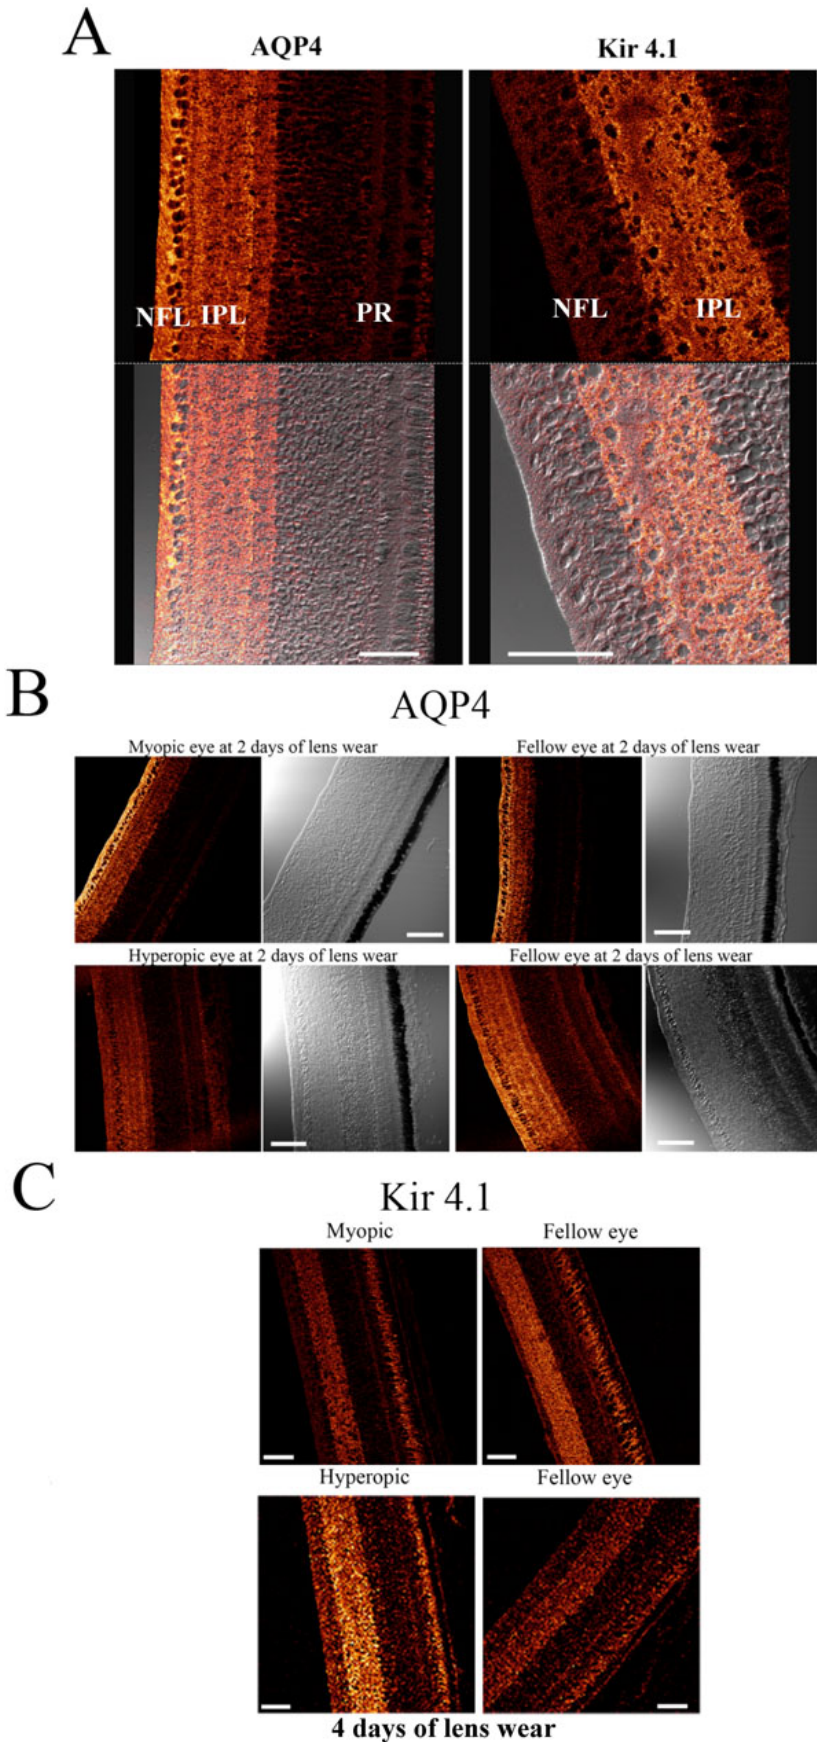 A
AQP4
Kir 4.1
NFL IPL PR
NFL IPL
B
AQP4
Myopic eye at 2 days of lens wear
Fellow eye at 2 days of lens wear
Hyperopic eye at 2 days of lens wear
Fellow eye at 2 days of lens wear
C
Kir 4.1
Myopic
Fellow eye
Hyperopic
Fellow eye
4 days of lens wear